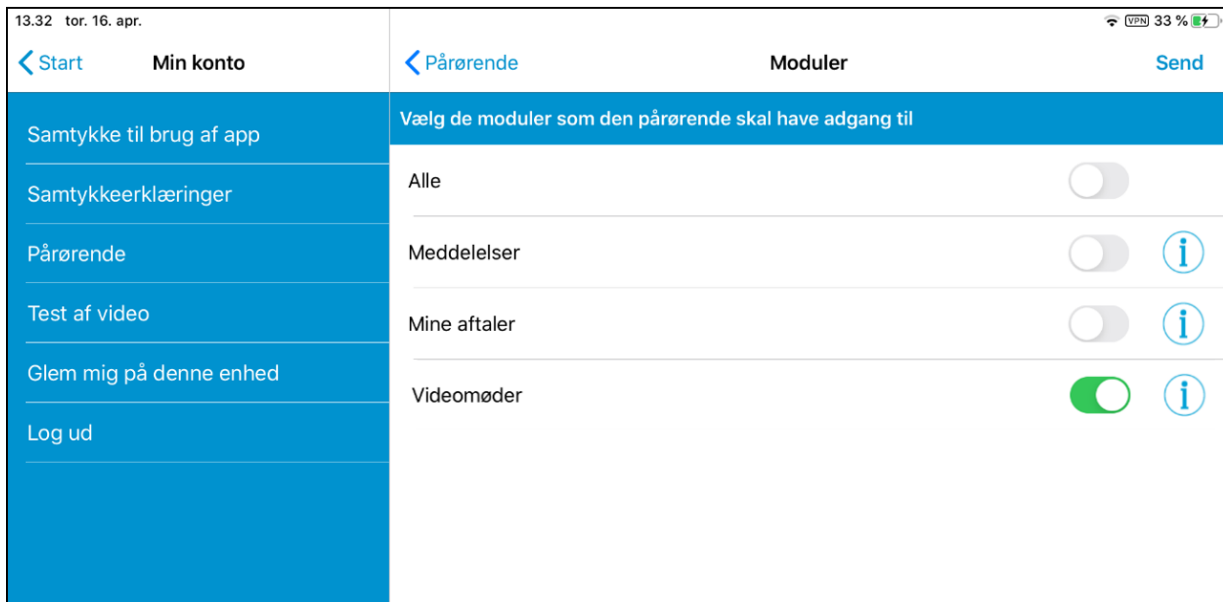 13.32 tor. 16. apr.
VPN 33 %
Start
Min konto
Pårørende
Moduler
Send
Samtykke til brug af app
Samtykkeerklæringer
Pårørende
Test af video
Glem mig på denne enhed
Log ud
Vælg de moduler som den pårørende skal have adgang til
Alle
Meddelelser
i
Mine aftaler
i
Videomøder
i